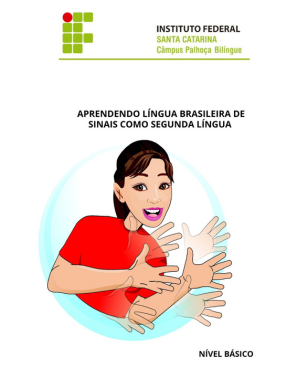 INSTITUTO FEDERAL
SANTA CATARINA
Câmpus Palhoça Bilíngue
APRENDENDO LÍNGUA BRASILEIRA DE
SINAIS COMO SEGUNDA LÍNGUA
NÍVEL BÁSICO